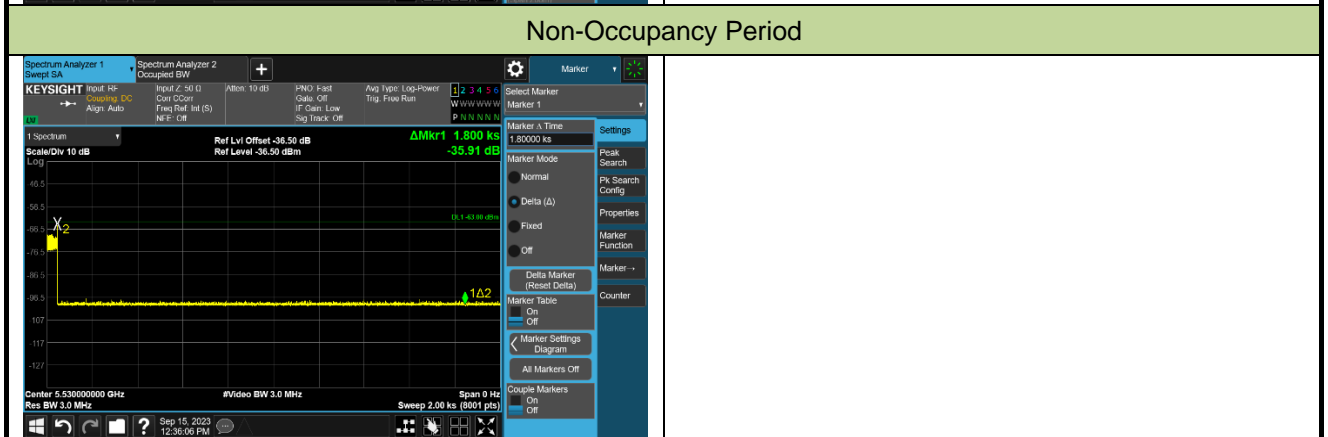 Non-Occupancy Period
Spectrum Analyzer 1
Swept SA
Spectrum Analyzer 2
Occupied BW
+
Marker
KEYSIGHT
Input: RF
Coupling: DC
Align: Auto
Input Z: 50 Ω
Corr CCorr
Freq Ref: Int (S)
NFE: Off
Atten: 10 dB
PNO: Fast
Gate: Off
IF Gain: Low
Sig Track: Off
Avg Type: Log-Power
Trig: Free Run
1 2 3 4 5 6
W W W W W W
P N N N N N
LXI
Select Marker
Marker 1
1 Spectrum
Scale/Div 10 dB
Log
Ref Lvl Offset -36.50 dB
Ref Level -36.50 dBm
ΔMkr1 1.800 ks
-35.91 dB
Marker Δ Time
1.80000 ks
Marker Mode
Normal
Delta (Δ)
Fixed
Off
Delta Marker
(Reset Delta)
Marker Table
On
Off
Marker Settings
Diagram
All Markers Off
Couple Markers
On
Off
Settings
Peak
Search
Pk Search
Config
Properties
Marker
Function
Marker→
Counter
-46.5
-56.5
DL1 -63.00 dBm
-66.5
X2
-76.5
-86.5
-96.5
1Δ2
-107
-117
-127
Center 5.530000000 GHz
Res BW 3.0 MHz
#Video BW 3.0 MHz
Span 0 Hz
Sweep 2.00 ks (8001 pts)
?
Sep 15, 2023
12:36:06 PM